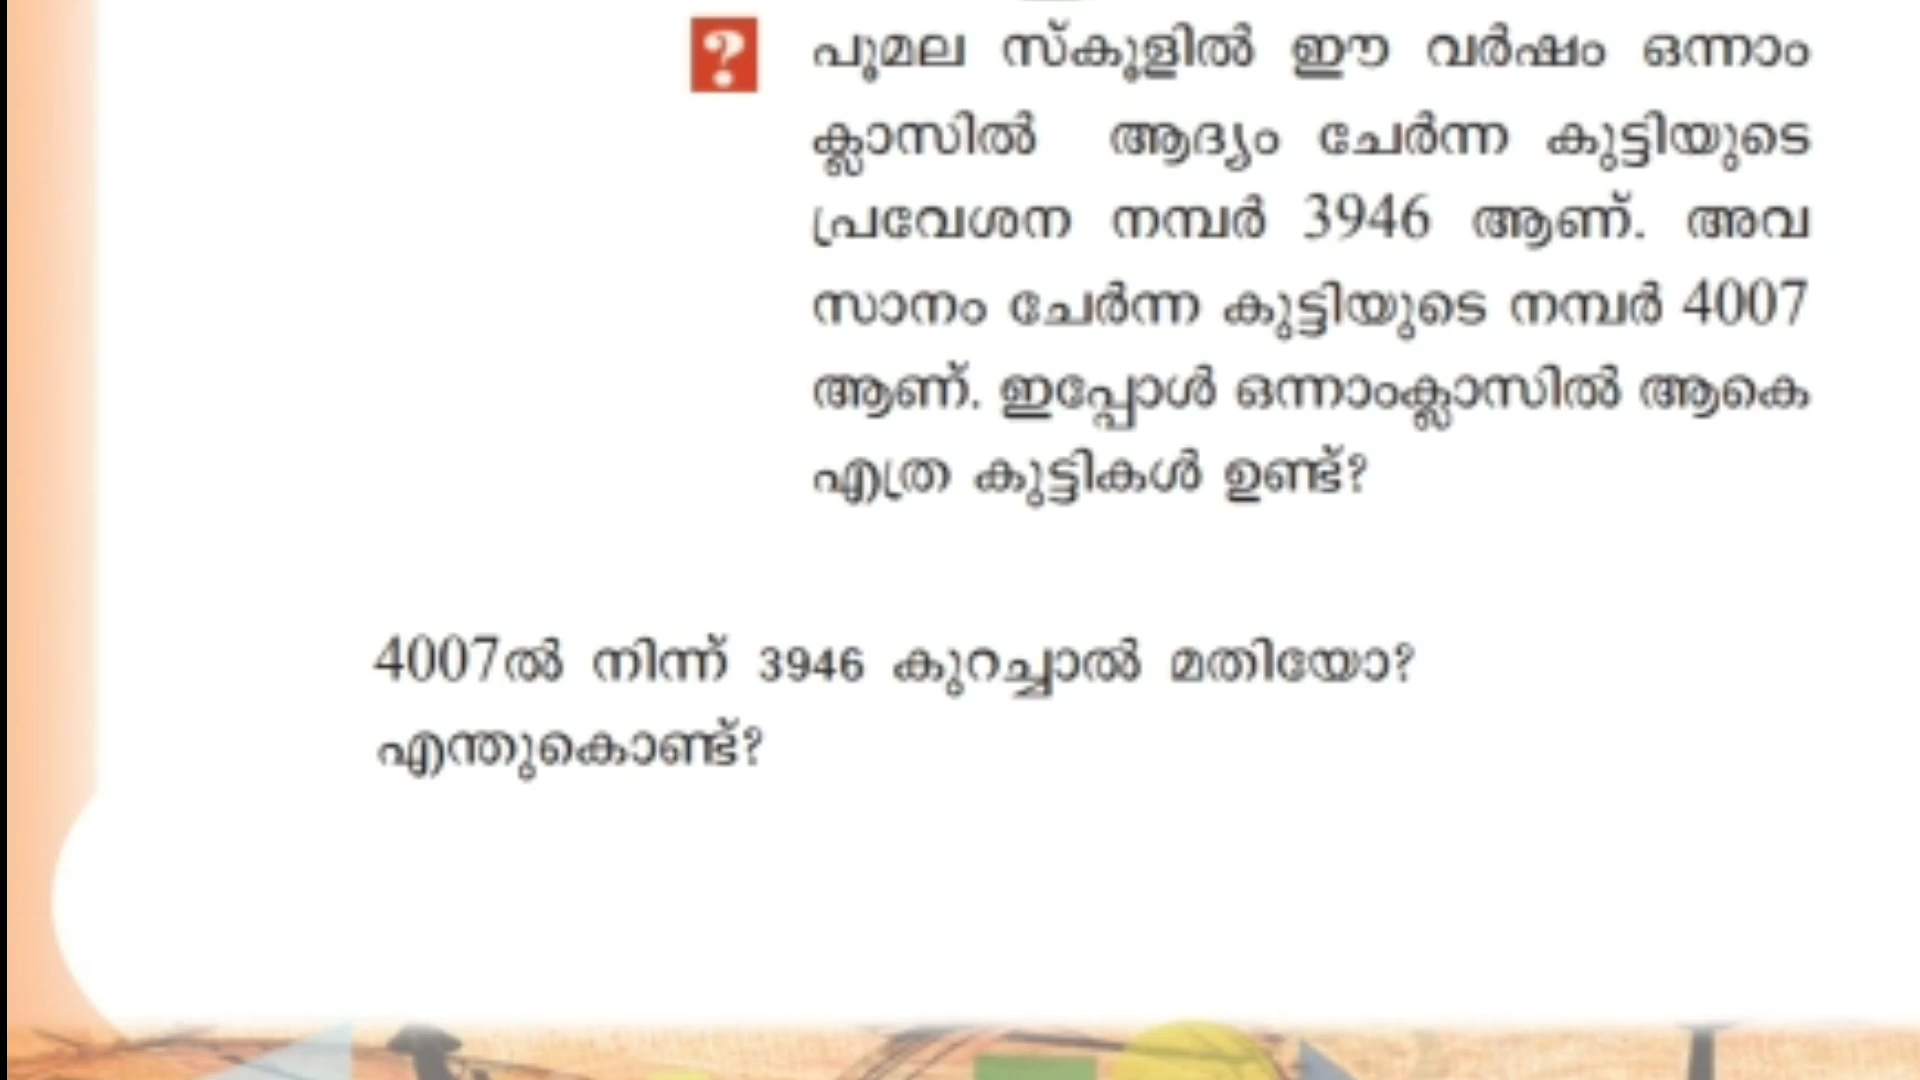 ? പൂമല സ്കൂളിൽ ഈ വർഷം ഒന്നാം
ക്ലാസിൽ ആദ്യം ചേർന്ന കുട്ടിയുടെ
പ്രവേശന നമ്പർ 3946 ആണ്. അവ
സാനം ചേർന്ന കുട്ടിയുടെ നമ്പർ 4007
ആണ്. ഇപ്പോൾ ഒന്നാംക്ലാസിൽ ആകെ
എത്ര കുട്ടികൾ ഉണ്ട്?
4007ൽ നിന്ന് 3946 കുറച്ചാൽ മതിയോ?
എന്തുകൊണ്ട്?